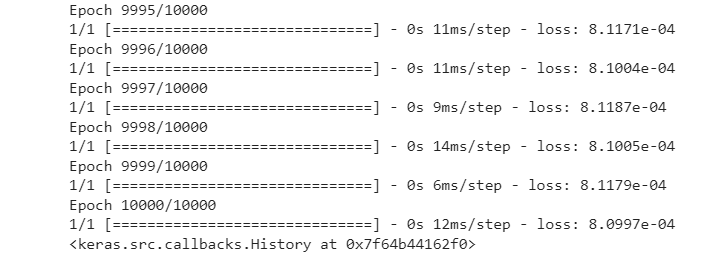 Epoch 9995/10000
1/1 [==============================] - 0s 11ms/step - loss: 8.1171e-04
Epoch 9996/10000
1/1 [==============================] - 0s 11ms/step - loss: 8.1004e-04
Epoch 9997/10000
1/1 [==============================] - 0s 9ms/step - loss: 8.1187e-04
Epoch 9998/10000
1/1 [==============================] - 0s 14ms/step - loss: 8.1005e-04
Epoch 9999/10000
1/1 [==============================] - 0s 6ms/step - loss: 8.1179e-04
Epoch 10000/10000
1/1 [==============================] - 0s 12ms/step - loss: 8.0997e-04
<keras.src.callbacks.History at 0x7f64b44162f0>